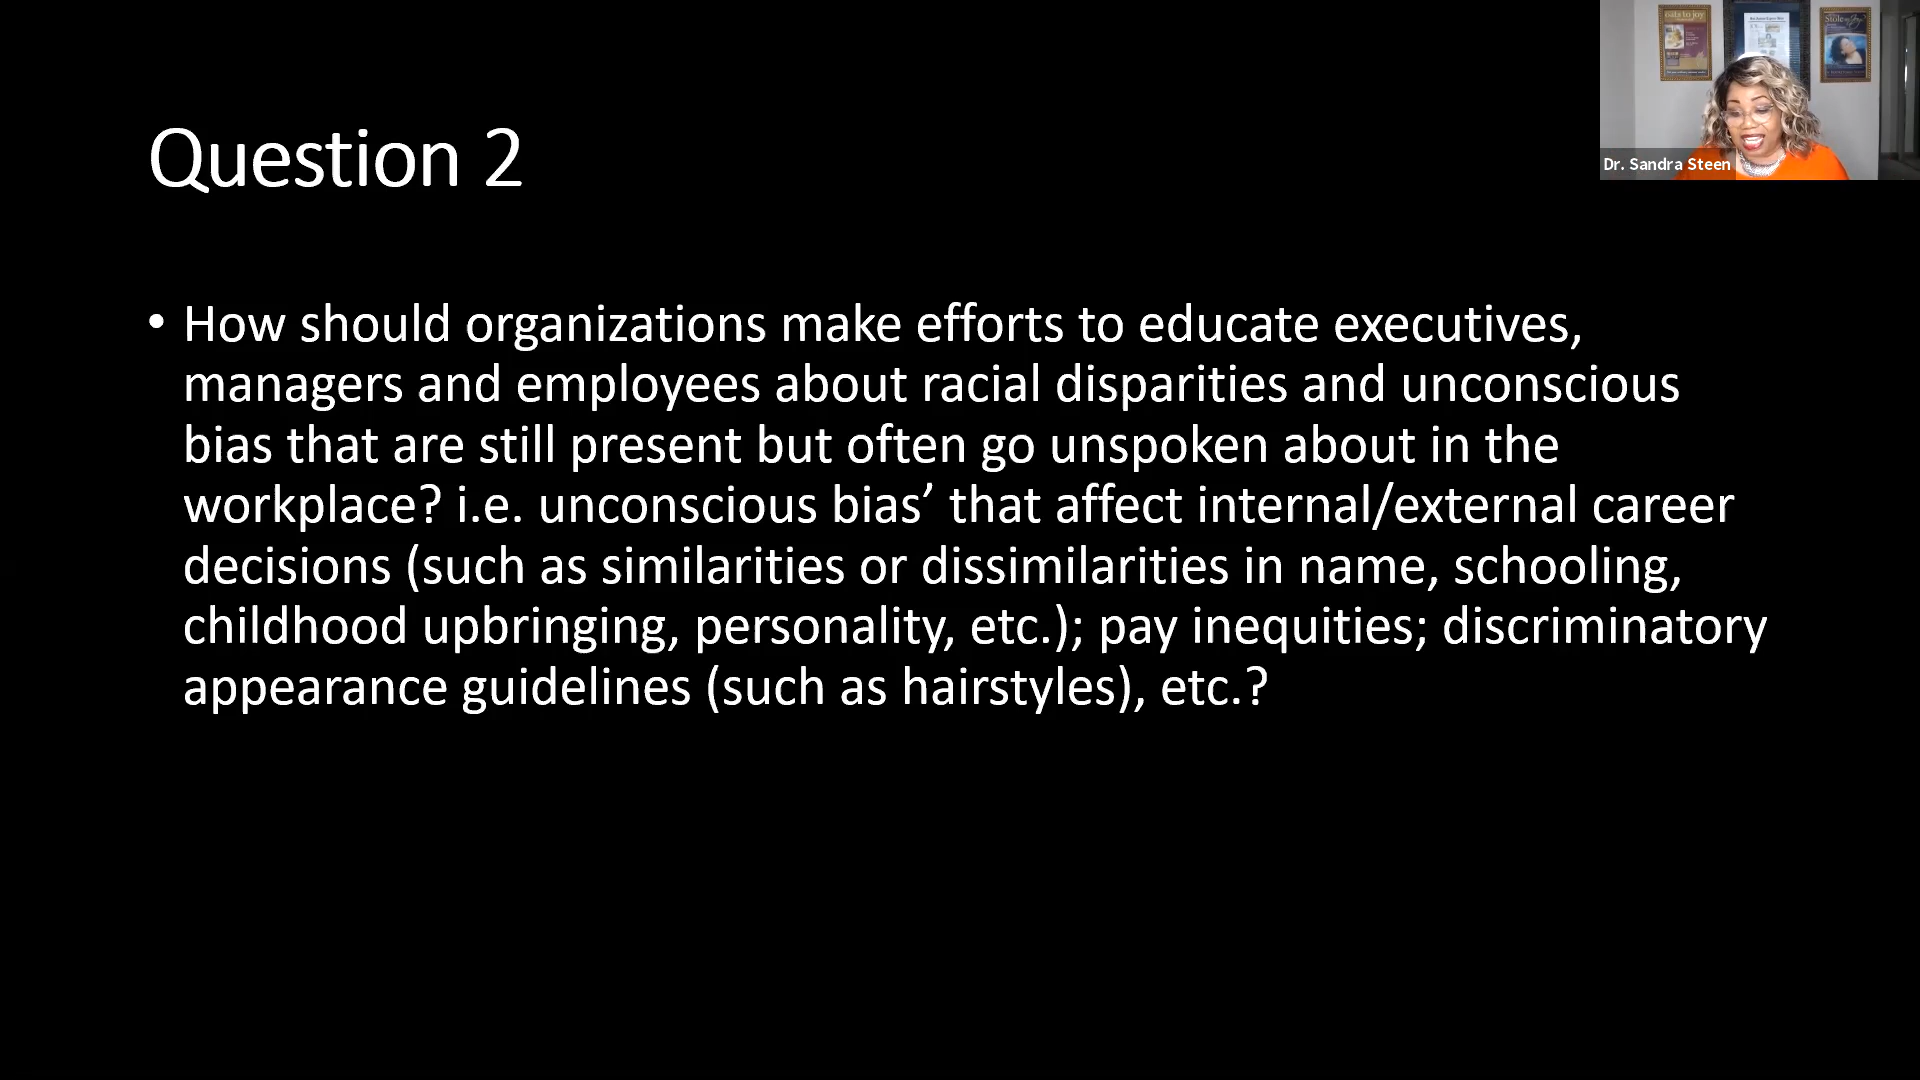 Question 2
• How should organizations make efforts to educate executives,
managers and employees about racial disparities and unconscious
bias that are still present but often go unspoken about in the
workplace? i.e. unconscious bias’ that affect internal/external career
decisions (such as similarities or dissimilarities in name, schooling,
childhood upbringing, personality, etc.); pay inequities; discriminatory
appearance guidelines (such as hairstyles), etc.?
Dr. Sandra Steen